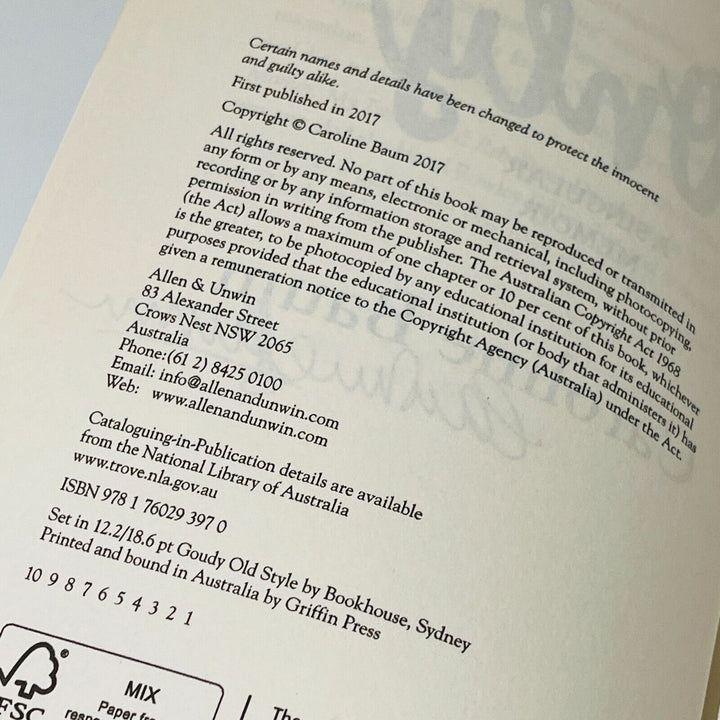 Certain names and details have been changed to protect the innocent
and guilty alike.
First published in 2017
Copyright © Caroline Baum 2017
All rights reserved. No part of this book may be reproduced or transmitted in
any form or by any means, electronic or mechanical, including photocopying,
recording or by any information storage and retrieval system, without prior
permission in writing from the publisher. The Australian Copyright Act 1968
(the Act) allows a maximum of one chapter or 10 per cent of this book, whichever
is the greater, to be photocopied by any educational institution for its educational
purposes provided that the educational institution (or body that administers it) has
given a remuneration notice to the Copyright Agency (Australia) under the Act.
Allen & Unwin
83 Alexander Street
Crows Nest NSW 2065
Australia
Phone:(61 2) 8425 0100
Email: info@allenandunwin.com
Web: www.allenandunwin.com
Cataloguing-in-Publication details are available
from the National Library of Australia
www.trove.nla.gov.au
ISBN 978 1 76029 397 0
Set in 12.2/18.6 pt Goudy Old Style by Bookhouse, Sydney
Printed and bound in Australia by Griffin Press
10 9 8 7 6 5 4 3 2 1
MIX
Paper
FSC